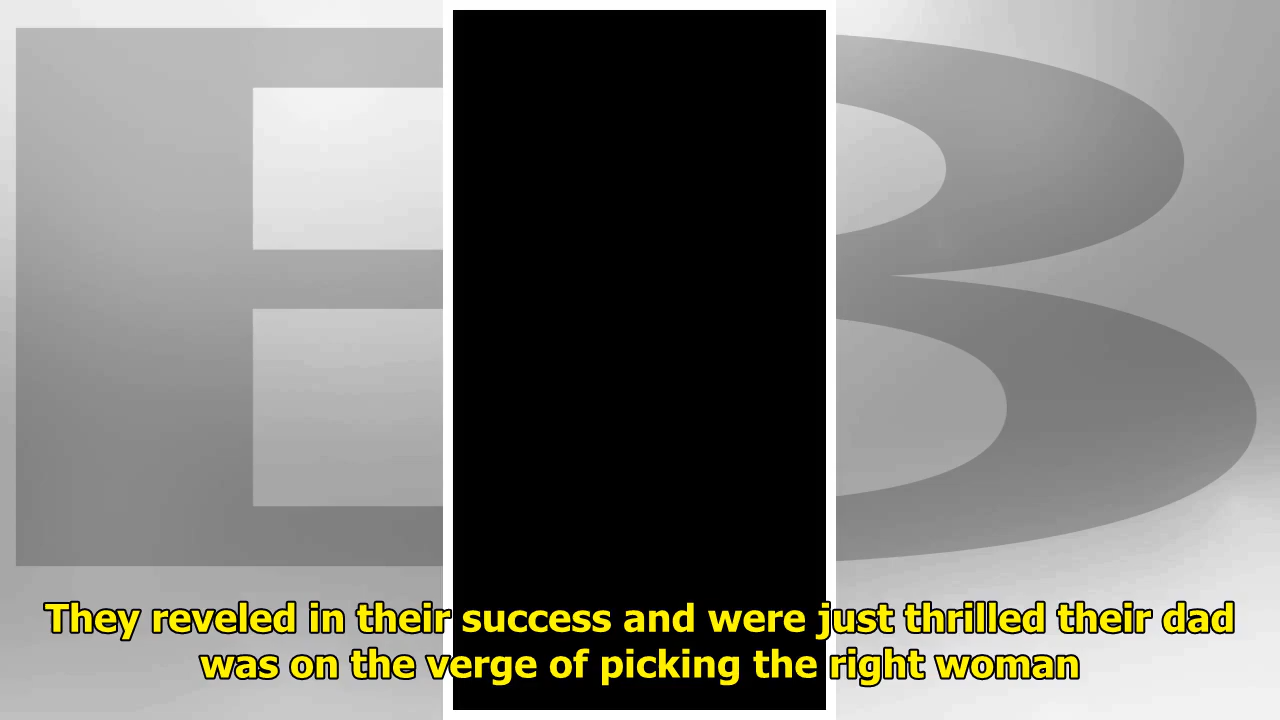 EB
They reveled in their success and were just thrilled their dad
was on the verge of picking the right woman